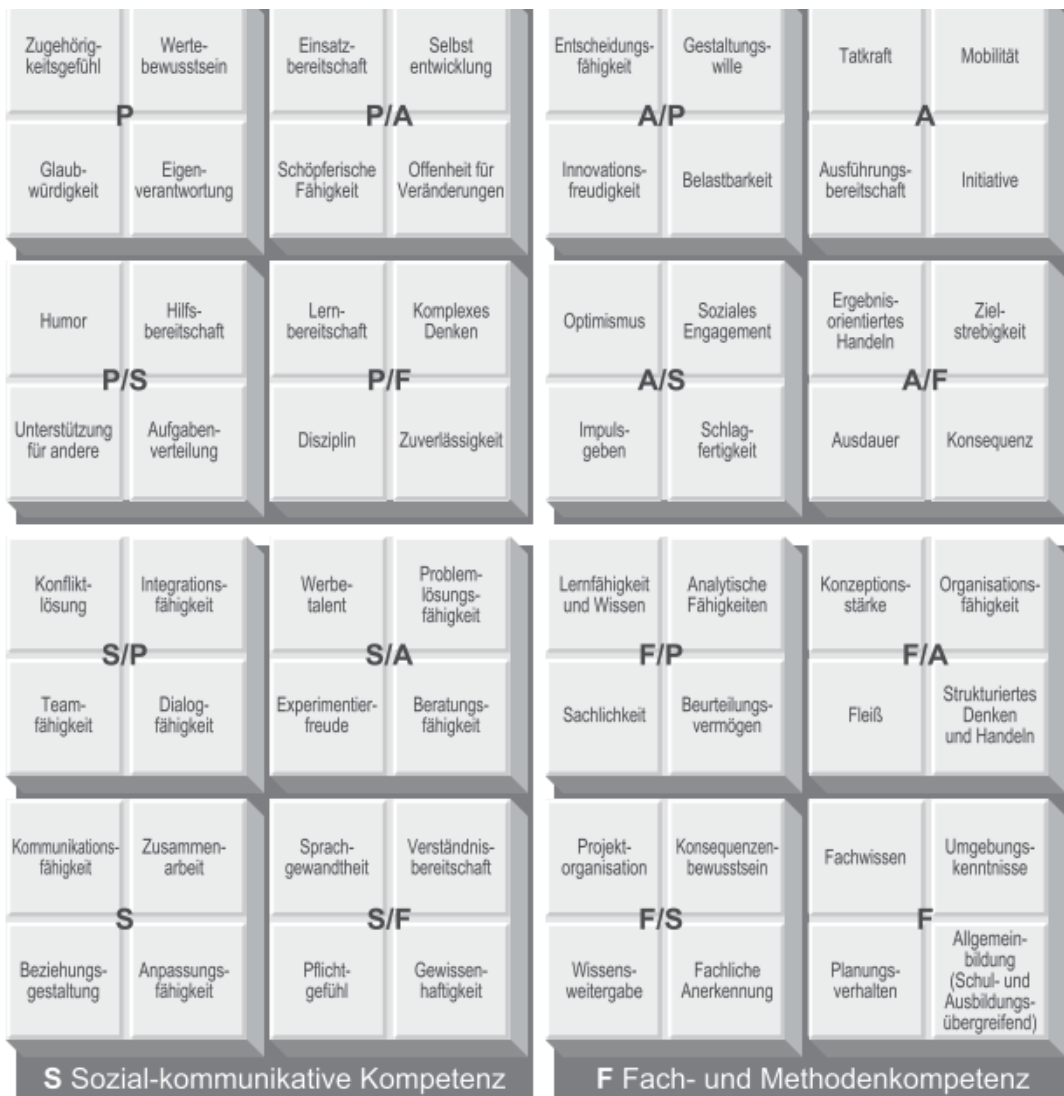 Zugehörig-
keitsgefühl
Werte-
bewusstsein
P
Glaub-
würdigkeit
Eigen-
verantwortung
Einsatz-
bereitschaft
Selbst
entwicklung
P/A
Schöpferische
Fähigkeit
Offenheit für
Veränderungen
Entscheidungs-
fähigkeit
Gestaltungs-
wille
A/P
Innovations-
freudigkeit
Belastbarkeit
Tatkraft
Mobilität
A
Ausführungs-
bereitschaft
Initiative
Humor
Hilfs-
bereitschaft
P/S
Unterstützung
für andere
Aufgaben-
verteilung
Lern-
bereitschaft
Komplexes
Denken
P/F
Disziplin
Zuverlässigkeit
Optimismus
Soziales
Engagement
A/S
Impuls-
geben
Schlag-
fertigkeit
Ergebnis-
orientiertes
Handeln
Ziel-
strebigkeit
A/F
Ausdauer
Konsequenz
Konflikt-
lösung
Integrations-
fähigkeit
S/P
Team-
fähigkeit
Dialog-
fähigkeit
Werbe-
talent
Problem-
lösungs-
fähigkeit
S/A
Experimentier-
freude
Beratungs-
fähigkeit
Lernfähigkeit
und Wissen
Analytische
Fähigkeiten
F/P
Sachlichkeit
Beurteilungs-
vermögen
Konzeptions-
stärke
Organisations-
fähigkeit
F/A
Fleiß
Strukturiertes
Denken
und Handeln
Kommunikations-
fähigkeit
Zusammen-
arbeit
S
Beziehungs-
gestaltung
Anpassungs-
fähigkeit
Sprach-
gewandtheit
Verständnis-
bereitschaft
S/F
Pflicht-
gefühl
Gewissen-
haftigkeit
Projekt-
organisation
Konsequenzen-
bewusstsein
F/S
Wissens-
weitergabe
Fachliche
Anerkennung
Fachwissen
Umgebungs-
kenntnisse
F
Planungs-
verhalten
Allgemein-
bildung
(Schul- und
Ausbildungs-
übergreifend)
S Sozial-kommunikative Kompetenz
F Fach- und Methodenkompetenz